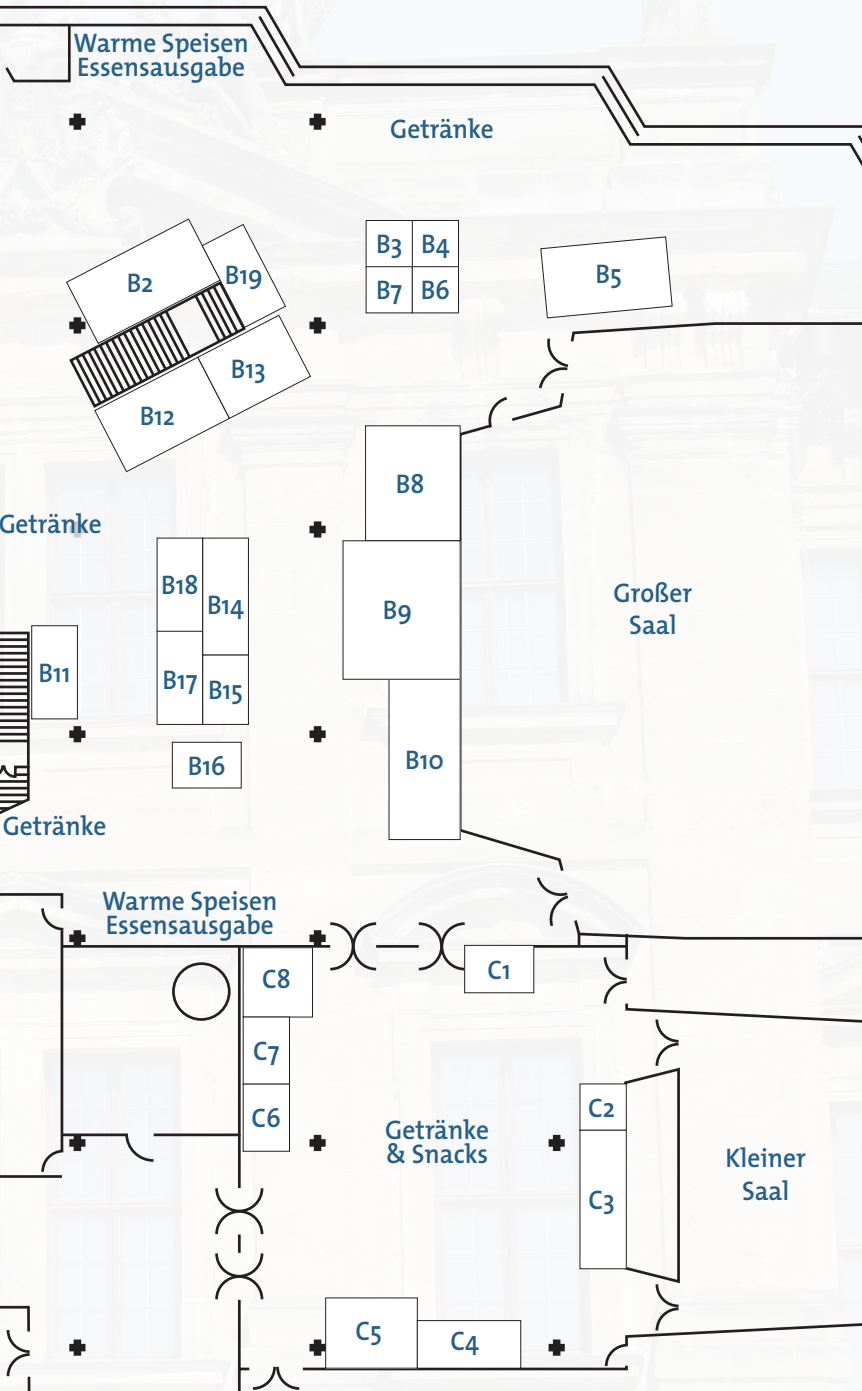 Warme Speisen
Essensausgabe
Getränke
B3
B4
B2
B19
B5
B7
B6
B13
B12
B8
Getränke
B18
B14
B9
Großer
Saal
B11
B17
B15
B16
B10
Getränke
Warme Speisen
Essensausgabe
C8
C1
C7
C6
C2
Getränke
& Snacks
Kleiner
Saal
C3
C5
C4